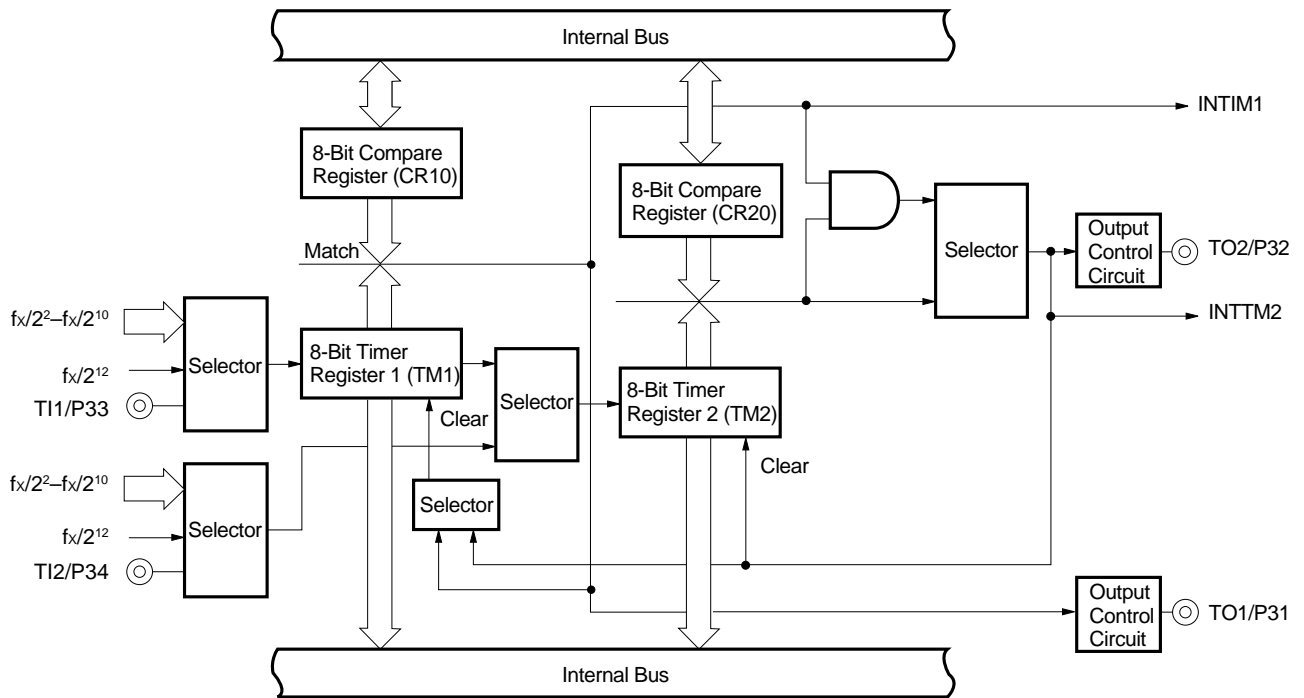 Internal Bus
INTIM1
8-Bit Compare
Register (CR10)
8-Bit Compare
Register (CR20)
Selector
Output
Control
Circuit
TO2/P32
Match
INTTM2
fX/2²–fX/2¹⁰
fX/2¹²
TI1/P33
Selector
8-Bit Timer
Register 1 (TM1)
Selector
8-Bit Timer
Register 2 (TM2)
Clear
Clear
fX/2²–fX/2¹⁰
fX/2¹²
TI2/P34
Selector
Selector
Output
Control
Circuit
TO1/P31
Internal Bus